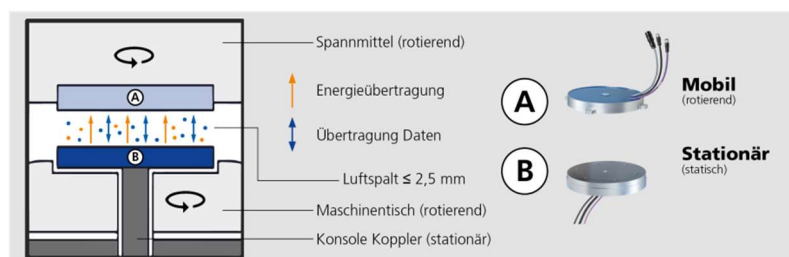 Spannmittel (rotierend)
A
Energieübertragung
Übertragung Daten
B
Luftspalt ≤ 2,5 mm
Maschinentisch (rotierend)
Konsole Koppler (stationär)
A
Mobil
(rotierend)
B
Stationär
(statisch)